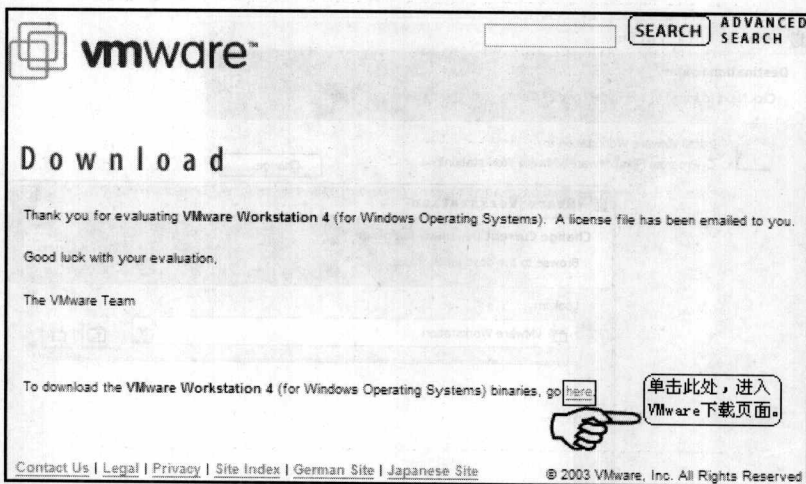 vmware™
SEARCH
ADVANCED SEARCH
Download
Thank you for evaluating VMware Workstation 4 (for Windows Operating Systems). A license file has been emailed to you.
Good luck with your evaluation,
The VMware Team
To download the VMware Workstation 4 (for Windows Operating Systems) binaries, go here.
单击此处，进入
VMware下载页面。
Contact Us | Legal | Privacy | Site Index | German Site | Japanese Site
© 2003 VMware, Inc. All Rights Reserved